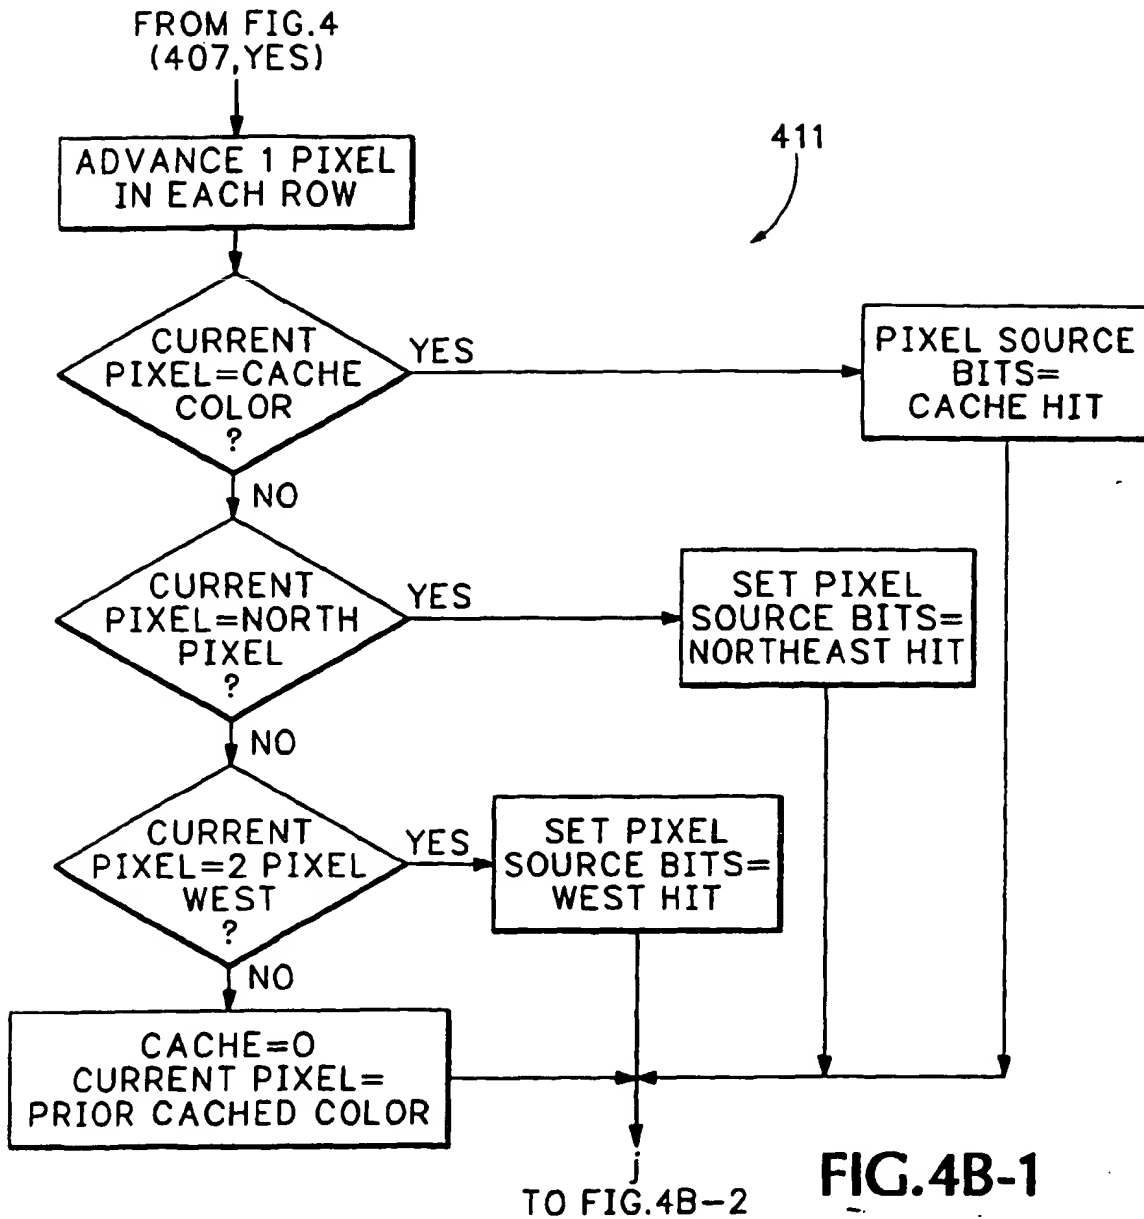 FROM FIG.4
(407,YES)
ADVANCE 1 PIXEL
IN EACH ROW
411
CURRENT
PIXEL=CACHE
COLOR
?
YES
PIXEL SOURCE
BITS=
CACHE HIT
NO
CURRENT
PIXEL=NORTH
PIXEL
?
YES
SET PIXEL
SOURCE BITS=
NORTHEAST HIT
NO
CURRENT
PIXEL=2 PIXEL
WEST
?
YES
SET PIXEL
SOURCE BITS=
WEST HIT
NO
CACHE=0
CURRENT PIXEL=
PRIOR CACHED COLOR
j
TO FIG.4B-2
FIG.4B-1